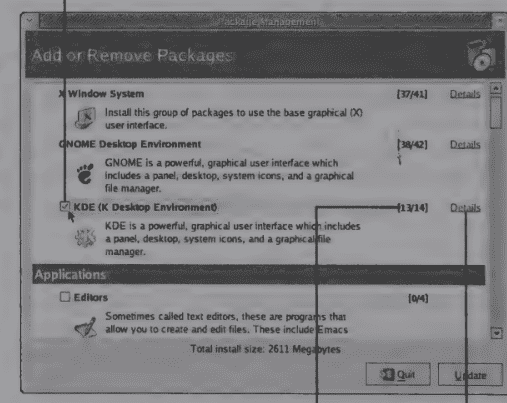 Package Management
Add or Remove Packages
X Window System [37/41] Details
Install this group of packages to use the base graphical (X)
user interface.
GNOME Desktop Environment [38/42] Details
GNOME is a powerful, graphical user interface which
includes a panel, desktop, system icons, and a graphical
file manager.
KDE (K Desktop Environment) [13/14] Details
KDE is a powerful, graphical user interface which includes
a panel, desktop, system icons, and a graphical file
manager.
Applications
Editors [0/4]
Sometimes called text editors, these are programs that
allow you to create and edit files. These include Emacs
Total install size: 2611 Megabytes
Quit Update